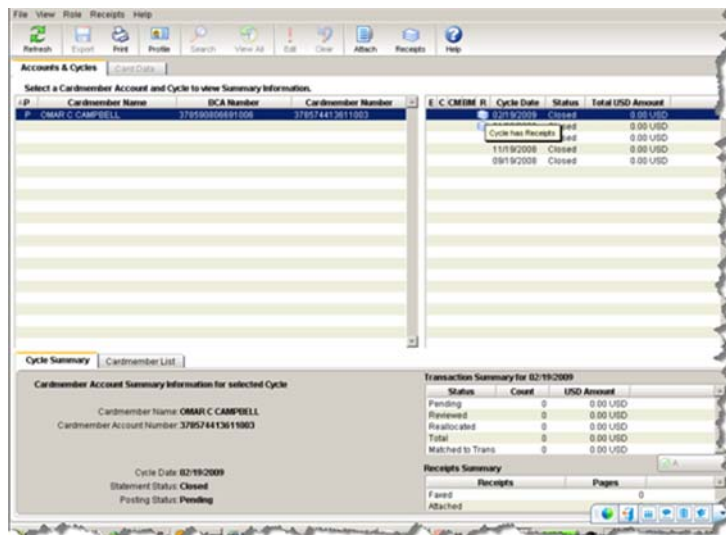 File View Role Receipts Help
Refresh Export Print Profile Search View All Edit Clear Attach Receipts Help
Accounts & Cycles Card Data
Select a Cardmember Account and Cycle to view Summary Information.
P Cardmember Name BCA Number Cardmember Number E C CM BM R Cycle Date Status Total USD Amount
P OMAR C CAMPBELL 378590806691006 378574413611003 02/19/2009 Closed 0.00 USD
Closed 0.00 USD
Cycle has Receipts Closed 0.00 USD
11/19/2008 Closed 0.00 USD
09/19/2008 Closed 0.00 USD
Cycle Summary Cardmember List
Cardmember Account Summary Information for selected Cycle
Cardmember Name: OMAR C CAMPBELL
Cardmember Account Number: 378574413611003
Cycle Date: 02/19/2009
Statement Status: Closed
Posting Status: Pending
Transaction Summary for 02/19/2009
Status Count USD Amount
Pending 0 0.00 USD
Reviewed 0 0.00 USD
Reallocated 0 0.00 USD
Total 0 0.00 USD
Matched to Trans 0 0.00 USD
Receipts Summary
Receipts Pages
Faxed 0
Attached